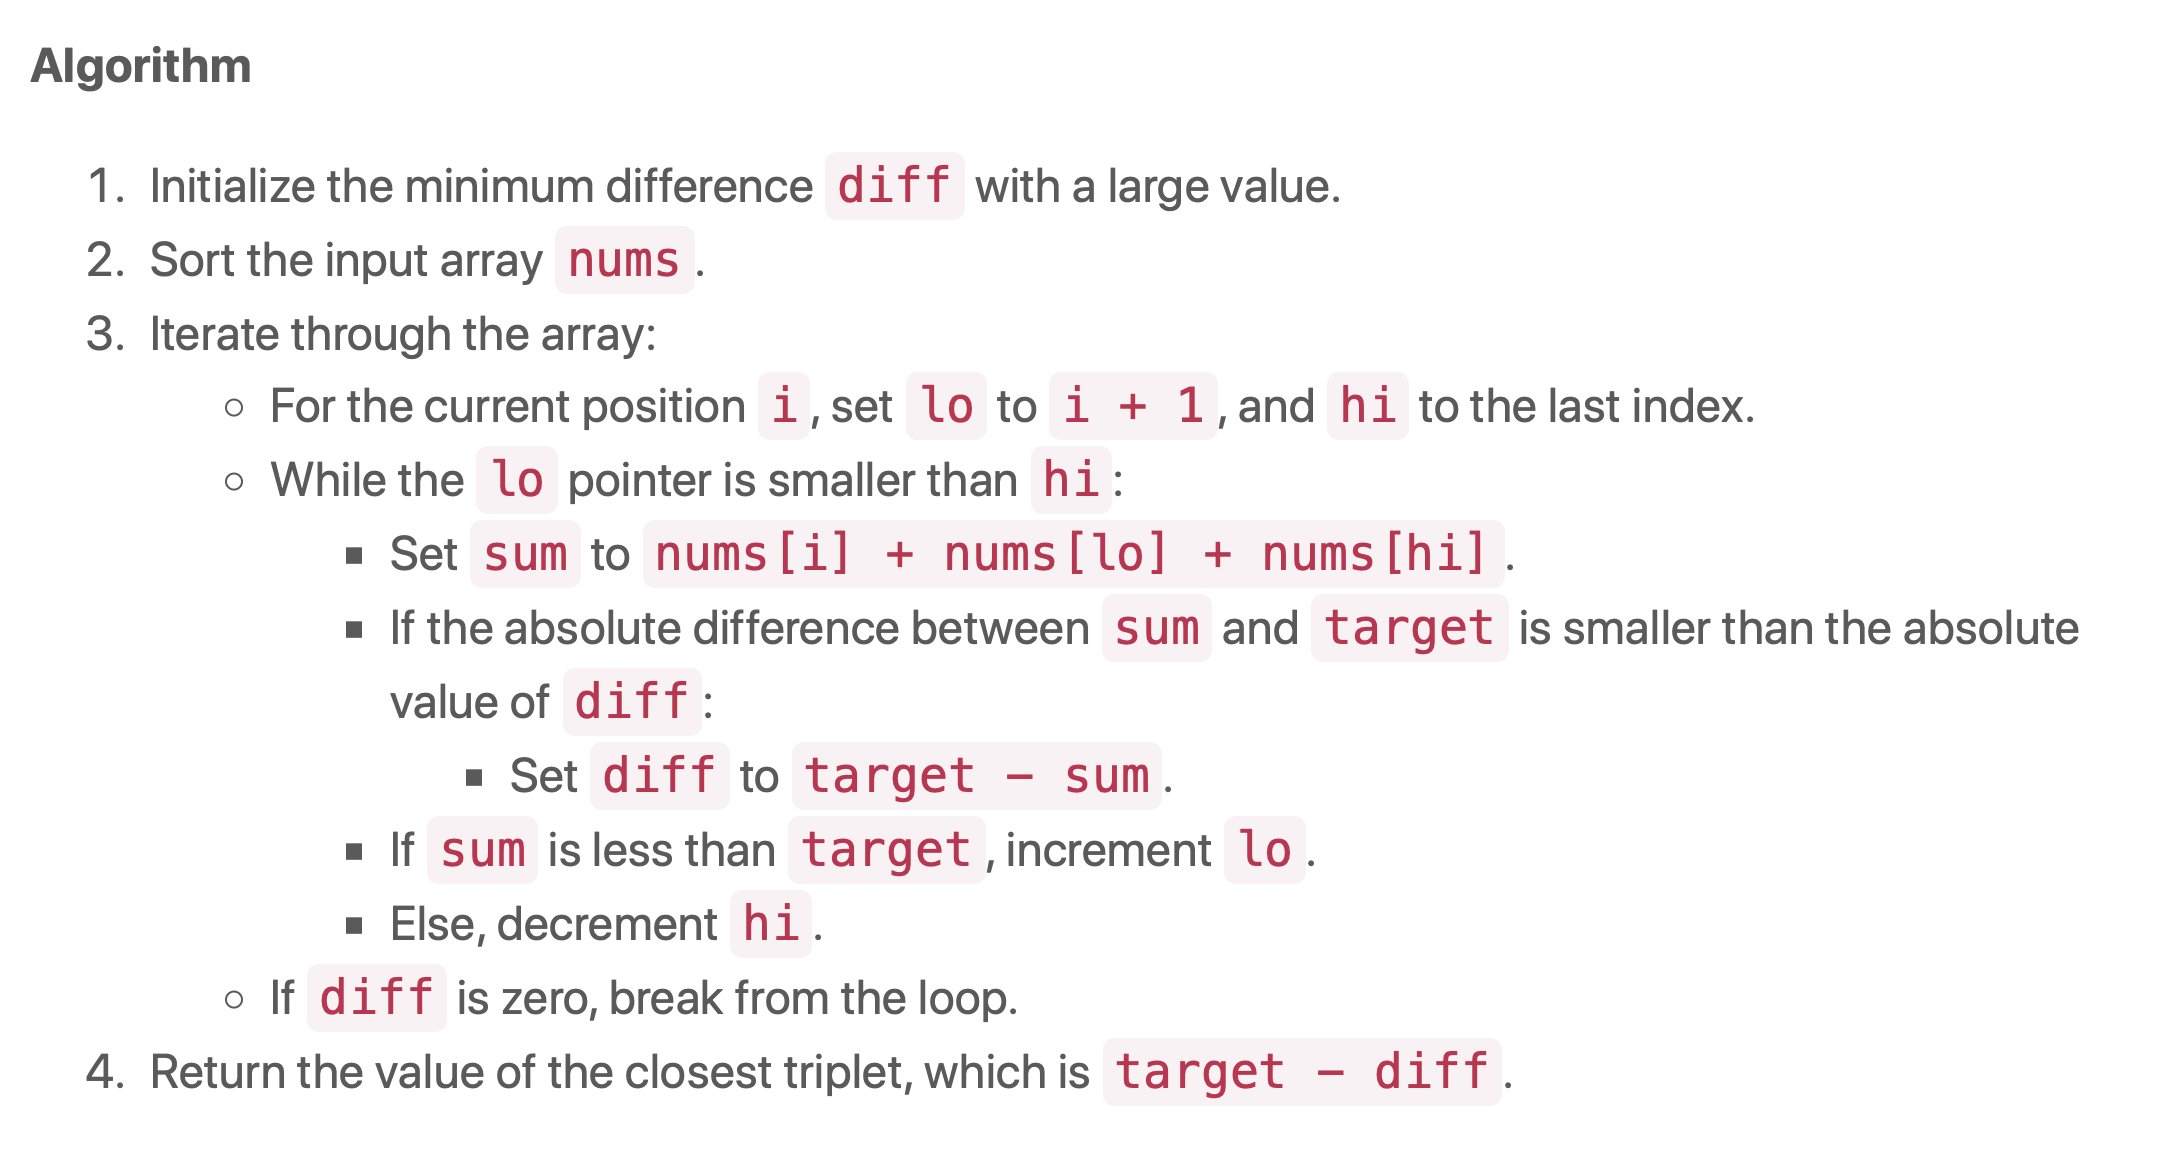 Algorithm
1. Initialize the minimum difference diff with a large value.
2. Sort the input array nums.
3. Iterate through the array:
○ For the current position i, set lo to i + 1, and hi to the last index.
○ While the lo pointer is smaller than hi:
■ Set sum to nums[i] + nums[lo] + nums[hi].
■ If the absolute difference between sum and target is smaller than the absolute
value of diff:
■ Set diff to target - sum.
■ If sum is less than target, increment lo.
■ Else, decrement hi.
○ If diff is zero, break from the loop.
4. Return the value of the closest triplet, which is target - diff.